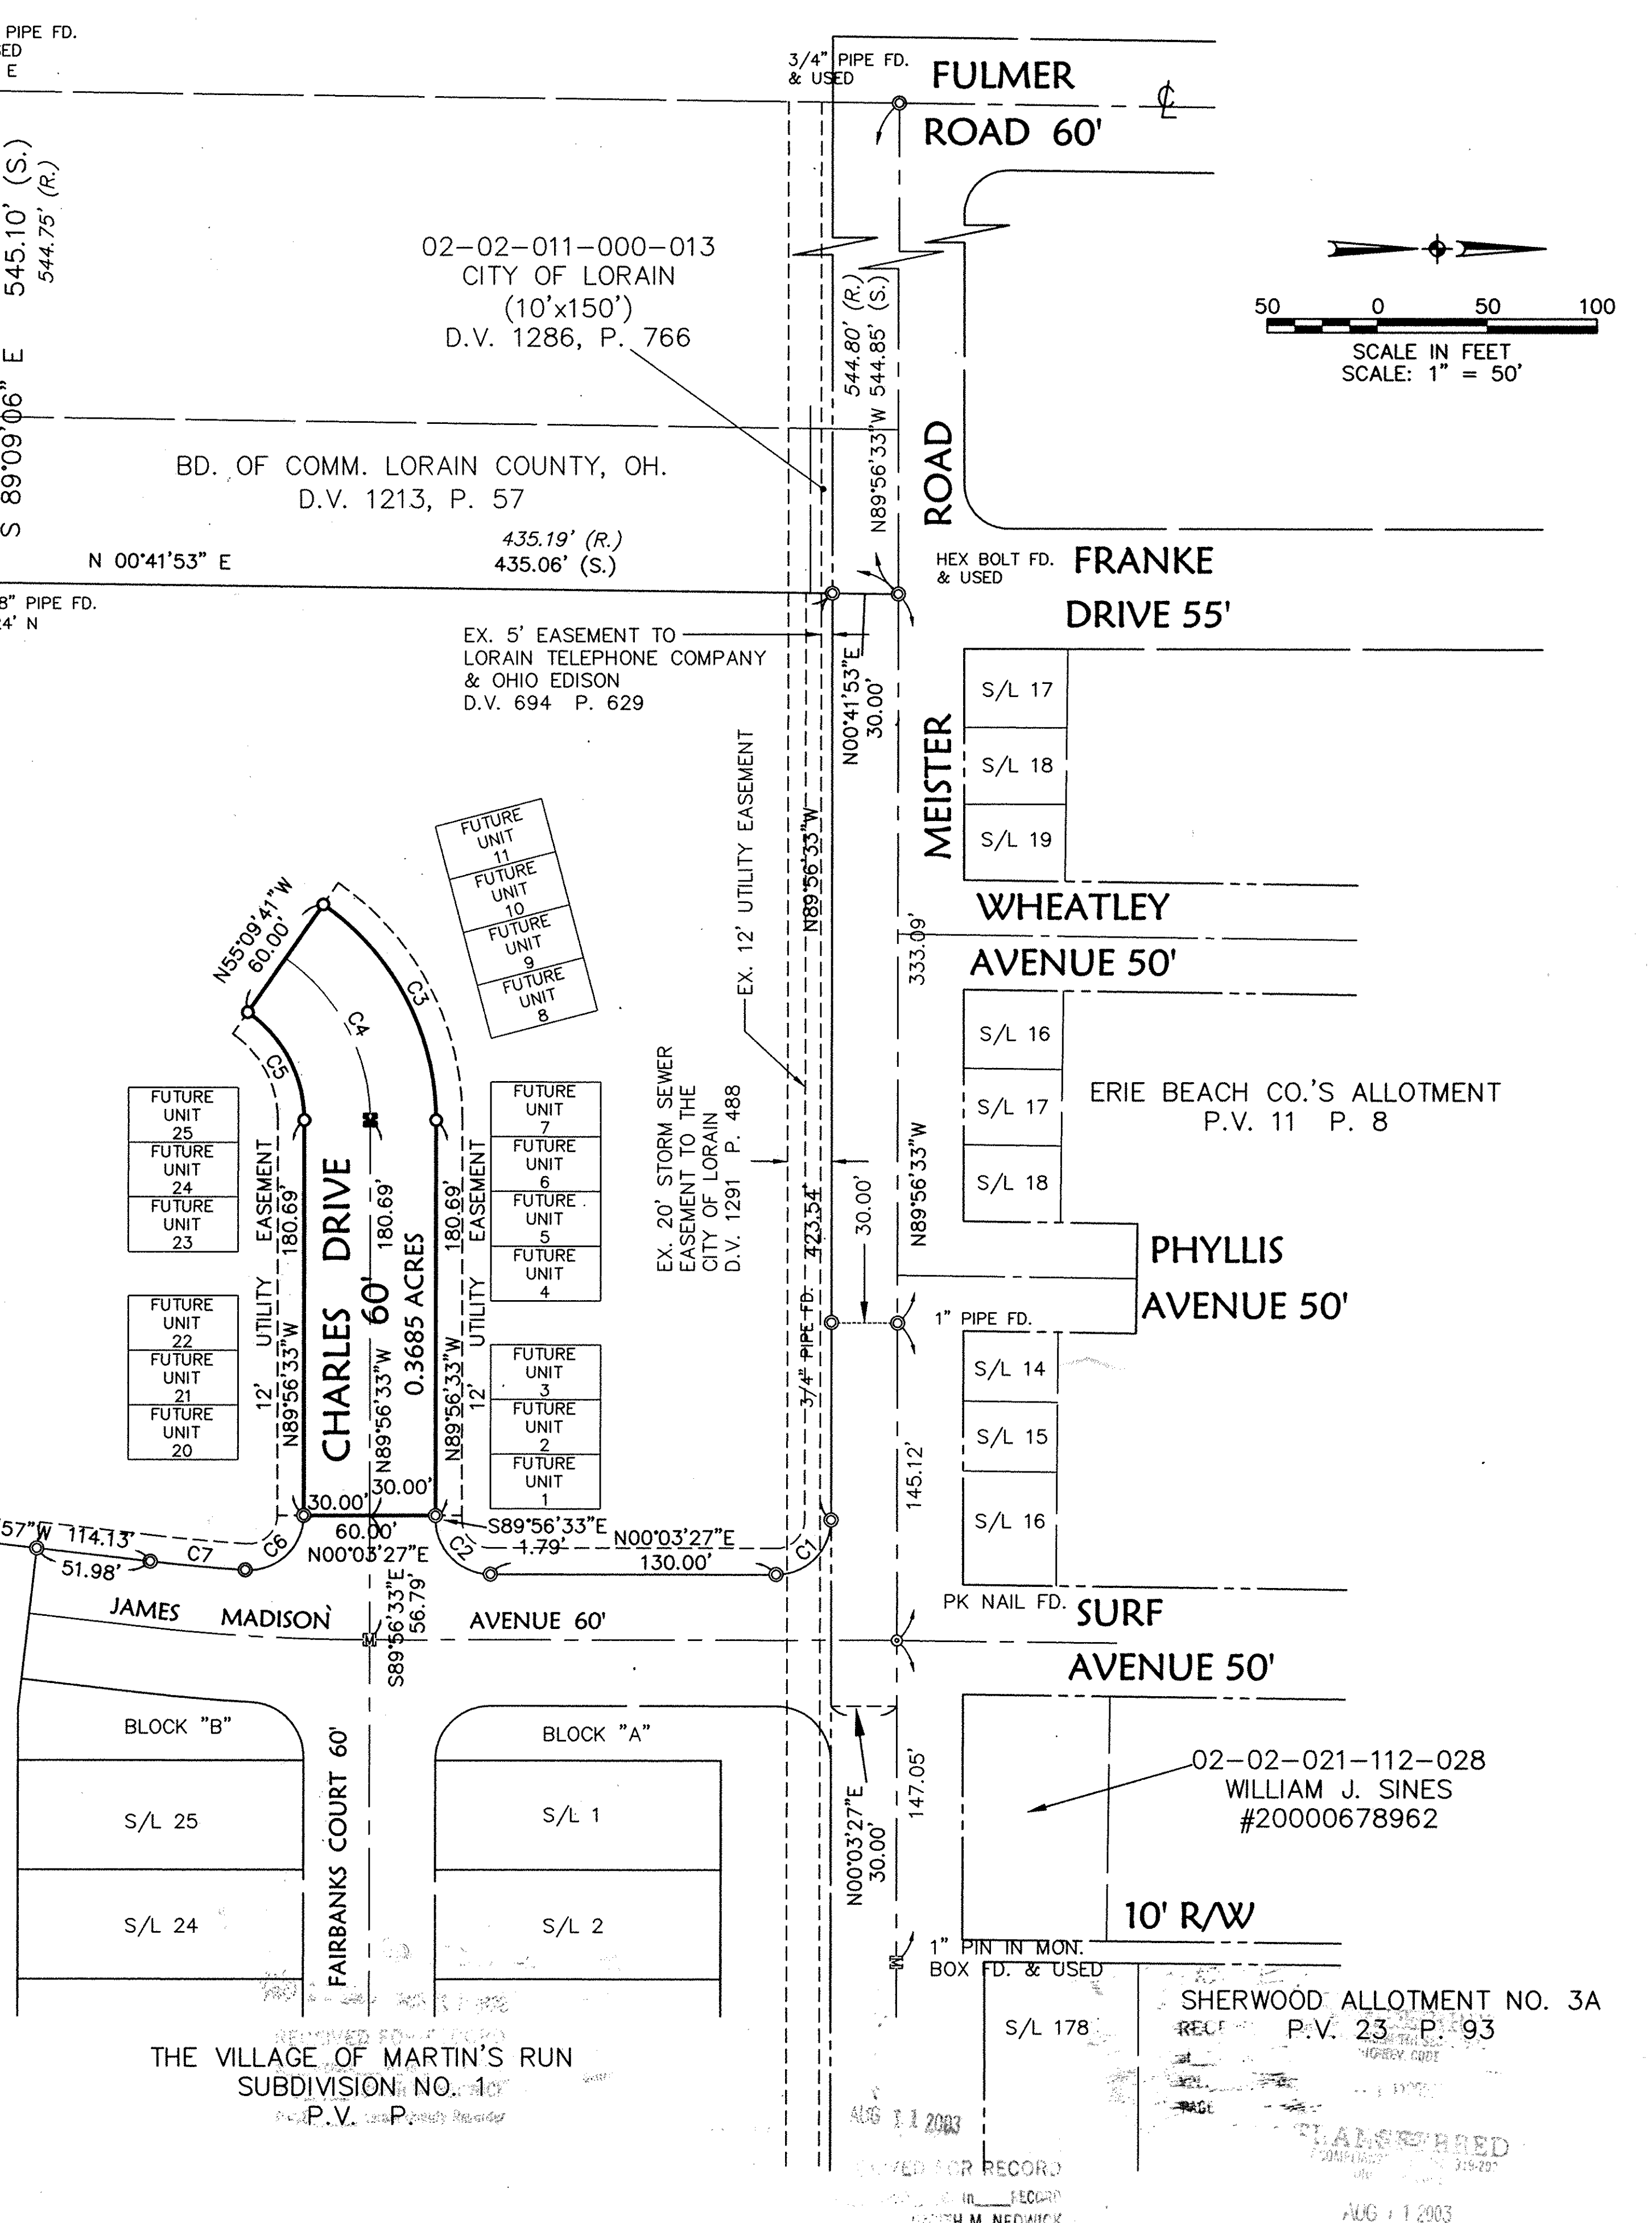 PIPE FD.
E
3/4" PIPE FD.
& USED
FULMER
ROAD 60'
545.10' (S.)
544.75' (R.)
S 89°09'06" E
02-02-011-000-013
CITY OF LORAIN
(10'x150')
D.V. 1286, P. 766
544.80' (R.)
N89°56'33"W 544.85' (S.)
50 0 50 100
SCALE IN FEET
SCALE: 1" = 50'
BD. OF COMM. LORAIN COUNTY, OH.
D.V. 1213, P. 57
435.19' (R.)
435.06' (S.)
N 00°41'53" E
8" PIPE FD.
4' N
MEISTER ROAD
HEX BOLT FD.
& USED
FRANKE
DRIVE 55'
EX. 5' EASEMENT TO
LORAIN TELEPHONE COMPANY
& OHIO EDISON
D.V. 694 P. 629
N00°41'53"E
30.00'
S/L 17
S/L 18
S/L 19
WHEATLEY
AVENUE 50'
EX. 12' UTILITY EASEMENT
N89°56'33"W
423.54'
3/4" PIPE FD.
333.09'
FUTURE
UNIT
11
FUTURE
UNIT
10
FUTURE
UNIT
9
FUTURE
UNIT
8
N55°09'41"W
60.00'
C3
C4
C5
S/L 16
S/L 17
S/L 18
ERIE BEACH CO.'S ALLOTMENT
P.V. 11 P. 8
EX. 20' STORM SEWER
EASEMENT TO THE
CITY OF LORAIN
D.V. 1291 P. 488
30.00'
N89°56'33"W
FUTURE
UNIT
25
FUTURE
UNIT
24
FUTURE
UNIT
23
FUTURE
UNIT
22
FUTURE
UNIT
21
FUTURE
UNIT
20
12' UTILITY EASEMENT
N89°56'33"W 180.69'
CHARLES DRIVE 60'
N89°56'33"W 180.69'
0.3685 ACRES
N89°56'33"W 180.69'
12' UTILITY EASEMENT
FUTURE
UNIT
7
FUTURE
UNIT
6
FUTURE
UNIT
5
FUTURE
UNIT
4
FUTURE
UNIT
3
FUTURE
UNIT
2
FUTURE
UNIT
1
PHYLLIS
AVENUE 50'
1" PIPE FD.
S/L 14
S/L 15
S/L 16
145.12'
30.00' 30.00'
60.00'
N00°03'27"E
S89°56'33"E
1.79'
N00°03'27"E
130.00'
C1
C2
C6
C7
57"W 114.13'
51.98'
JAMES MADISON AVENUE 60'
S89°56'33"E
56.79'
M
PK NAIL FD.
SURF
AVENUE 50'
BLOCK "B"
BLOCK "A"
FAIRBANKS COURT 60'
S/L 25
S/L 1
S/L 24
S/L 2
N00°03'27"E
30.00'
147.05'
02-02-021-112-028
WILLIAM J. SINES
#20000678962
10' R/W
1" PIN IN MON.
BOX FD. & USED
M
S/L 178
SHERWOOD ALLOTMENT NO. 3A
P.V. 23 P. 93
THE VILLAGE OF MARTIN'S RUN
SUBDIVISION NO. 1
P.V. P.
AUG 11 2003
FOR RECORD
AUG 11 2003